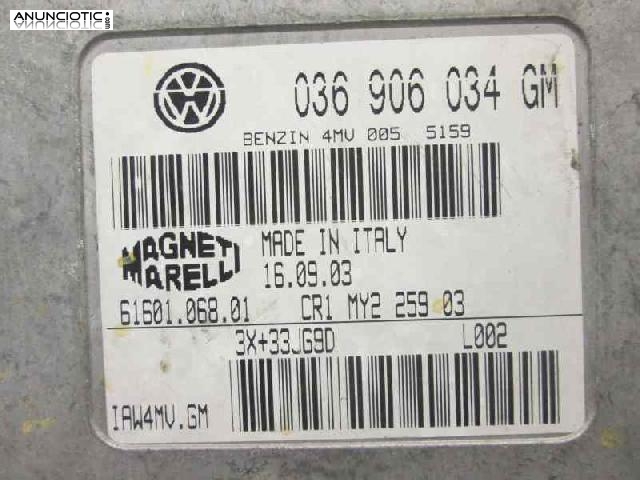 ANUNCIOTIC.com
036 906 034 GM
BENZIN 4MV 005 5159
MAGNETI MADE IN ITALY
MARELLI 16.09.03
61601.068.01 CR1 MY2 259 03
3X+33JG9D L002
IAW4MV.GM